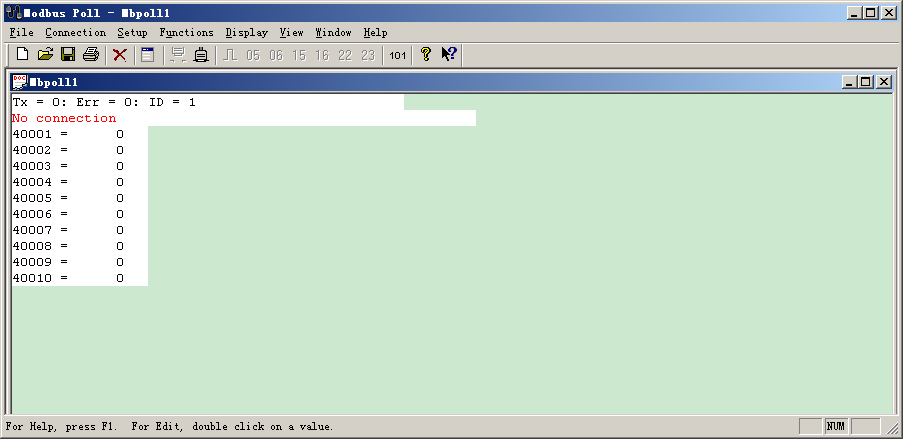 Modbus Poll - Mbpoll1
File Connection Setup Functions Display View Window Help
05 06 15 16 22 23 101
DOC Mbpoll1
Tx = 0: Err = 0: ID = 1
No connection
40001 = 0
40002 = 0
40003 = 0
40004 = 0
40005 = 0
40006 = 0
40007 = 0
40008 = 0
40009 = 0
40010 = 0
For Help, press F1. For Edit, double click on a value. NUM